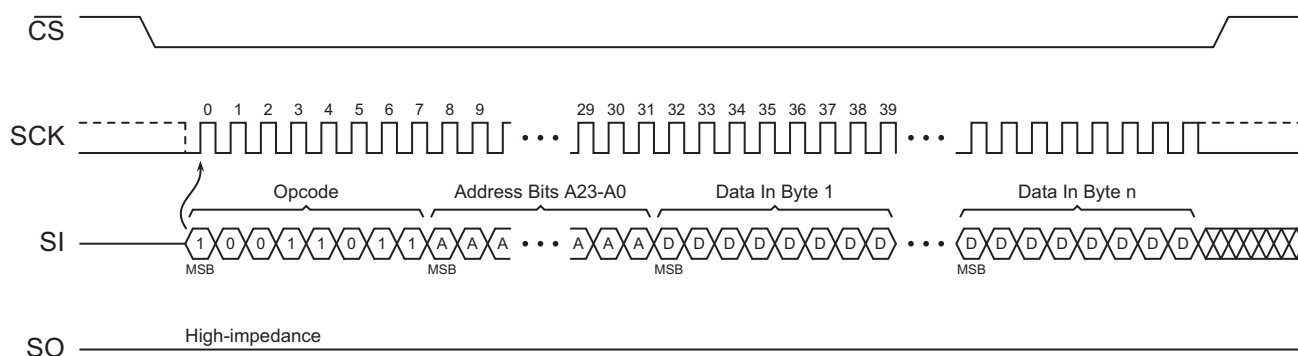 CS
0 1 2 3 4 5 6 7 8 9 29 30 31 32 33 34 35 36 37 38 39
SCK
Opcode Address Bits A23-A0 Data In Byte 1 Data In Byte n
SI 1 0 0 1 1 0 1 1 A A A A A A D D D D D D D D D D D D D D D D
MSB MSB MSB MSB
High-impedance
SO